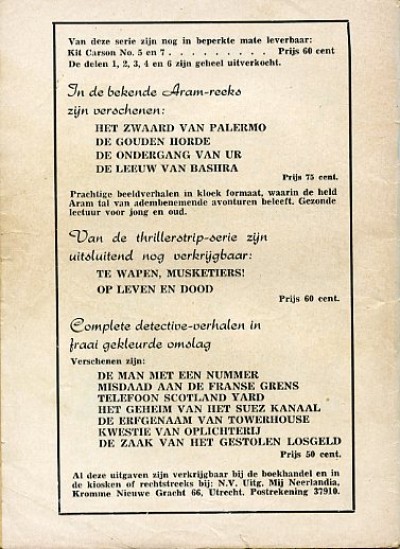 Van deze serie zijn nog in beperkte mate leverbaar:
Kit Carson No. 5 en 7 . . . . . . . . . Prijs 60 cent
De delen 1, 2, 3, 4 en 6 zijn geheel uitverkocht.
In de bekende Aram-reeks
zijn verschenen:
HET ZWAARD VAN PALERMO
DE GOUDEN HORDE
DE ONDERGANG VAN UR
DE LEEUW VAN BASHRA
Prijs 75 cent.
Prachtige beeldverhalen in kloek formaat, waarin de held
Aram tal van adembenemende avonturen beleeft. Gezonde
lectuur voor jong en oud.
Van de thrillerstrip-serie zijn
uitsluitend nog verkrijgbaar:
TE WAPEN, MUSKETIERS!
OP LEVEN EN DOOD
Prijs 60 cent.
Complete detective-verhalen in
fraai gekleurde omslag
Verschenen zijn:
DE MAN MET EEN NUMMER
MISDAAD AAN DE FRANSE GRENS
TELEFOON SCOTLAND YARD
HET GEHEIM VAN HET SUEZ KANAAL
DE ERFGENAAM VAN TOWERHOUSE
KWESTIE VAN OPLICHTERIJ
DE ZAAK VAN HET GESTOLEN LOSGELD
Prijs 50 cent.
Al deze uitgaven zijn verkrijgbaar bij de boekhandel en in
de kiosken of rechtstreeks bij: N.V. Uitg. Mij Neerlandia,
Kromme Nieuwe Gracht 66, Utrecht. Postrekening 37910.